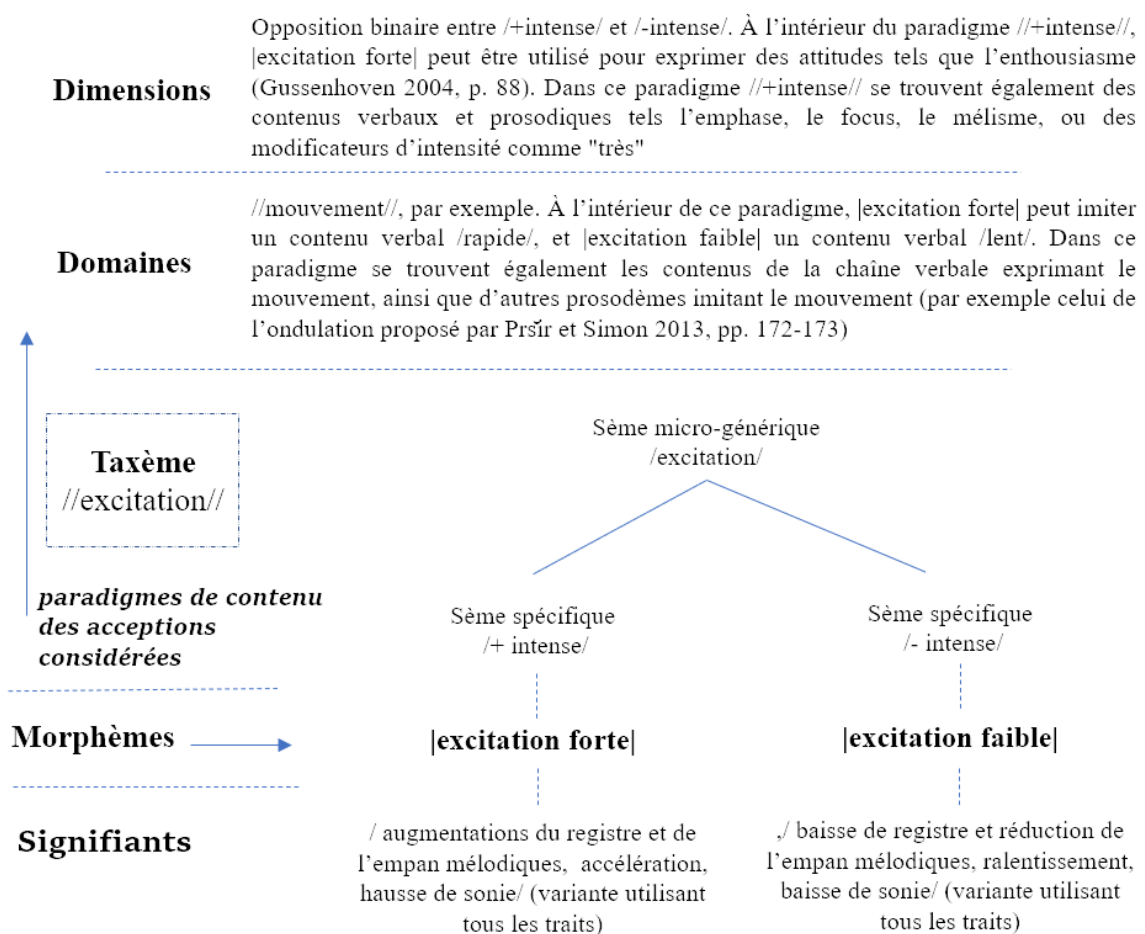 Opposition binaire entre /+intense/ et /-intense/. À l'intérieur du paradigme //+intense//,
|excitation forte| peut être utilisé pour exprimer des attitudes tels que l'enthousiasme
Dimensions
(Gussenhoven 2004, p. 88). Dans ce paradigme //+intense// se trouvent également des
contenus verbaux et prosodiques tels l'emphase, le focus, le mélisme, ou des
modificateurs d'intensité comme "très"
//mouvement//, par exemple. À l'intérieur de ce paradigme, |excitation forte| peut imiter
un contenu verbal /rapide/, et |excitation faible| un contenu verbal /lent/. Dans ce
Domaines
paradigme se trouvent également les contenus de la chaîne verbale exprimant le
mouvement, ainsi que d'autres prosodèmes imitant le mouvement (par exemple celui de
l'ondulation proposé par Prsir et Simon 2013, pp. 172-173)
Taxème
//excitation//
Sème micro-générique
/excitation/
paradigmes de contenu
des acceptions
considérées
Sème spécifique
/+ intense/
Sème spécifique
/- intense/
Morphèmes
|excitation forte|
|excitation faible|
Signifiants
/ augmentations du registre et de
l'empan mélodiques, accélération,
hausse de sonie/ (variante utilisant
tous les traits)
,/ baisse de registre et réduction de
l'empan mélodiques, ralentissement,
baisse de sonie/ (variante utilisant
tous les traits)